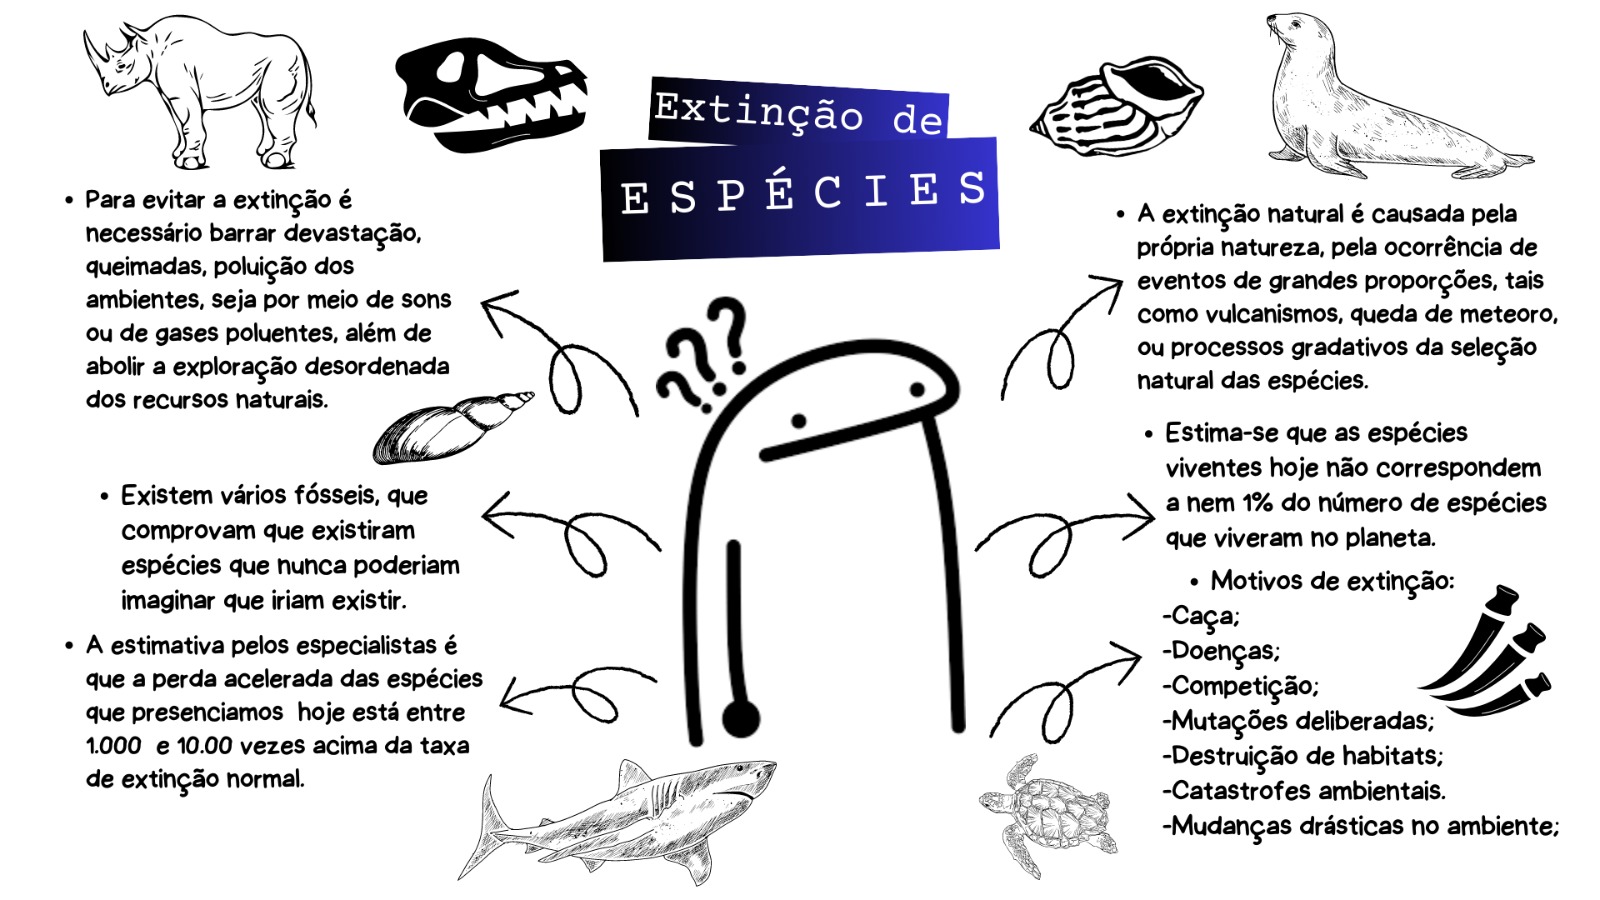 Extinção de
ESPÉCIES
• Para evitar a extinção é
necessário barrar devastação,
queimadas, poluição dos
ambientes, seja por meio de sons
ou de gases poluentes, além de
abolir a exploração desordenada
dos recursos naturais.
• Existem vários fósseis, que
comprovam que existiram
espécies que nunca poderiam
imaginar que iriam existir.
• A estimativa pelos especialistas é
que a perda acelerada das espécies
que presenciamos  hoje está entre
1.000  e 10.00 vezes acima da taxa
de extinção normal.
• A extinção natural é causada pela
própria natureza, pela ocorrência de
eventos de grandes proporções, tais
como vulcanismos, queda de meteoro,
ou processos gradativos da seleção
natural das espécies.
• Estima-se que as espécies
viventes hoje não correspondem
a nem 1% do número de espécies
que viveram no planeta.
• Motivos de extinção:
-Caça;
-Doenças;
-Competição;
-Mutações deliberadas;
-Destruição de habitats;
-Catastrofes ambientais.
-Mudanças drásticas no ambiente;
???